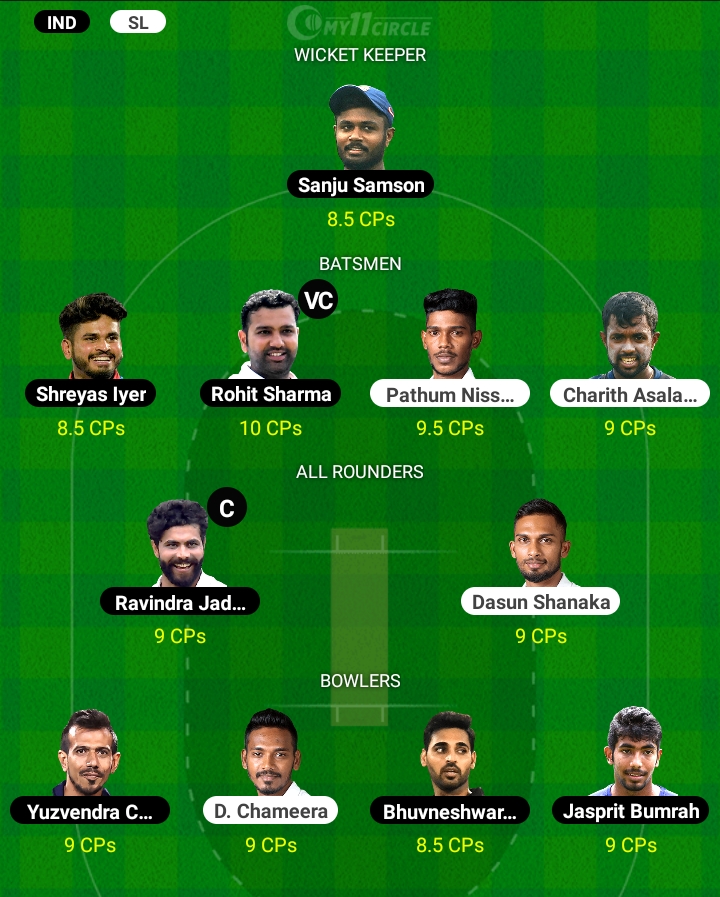 IND SL
MY11CIRCLE
WICKET KEEPER
Sanju Samson
8.5 CPs
BATSMEN
VC
Shreyas Iyer Rohit Sharma Pathum Niss... Charith Asala...
8.5 CPs 10 CPs 9.5 CPs 9 CPs
ALL ROUNDERS
C
Ravindra Jad... Dasun Shanaka
9 CPs 9 CPs
BOWLERS
Yuzvendra C... D. Chameera Bhuvneshwar... Jasprit Bumrah
9 CPs 9 CPs 8.5 CPs 9 CPs